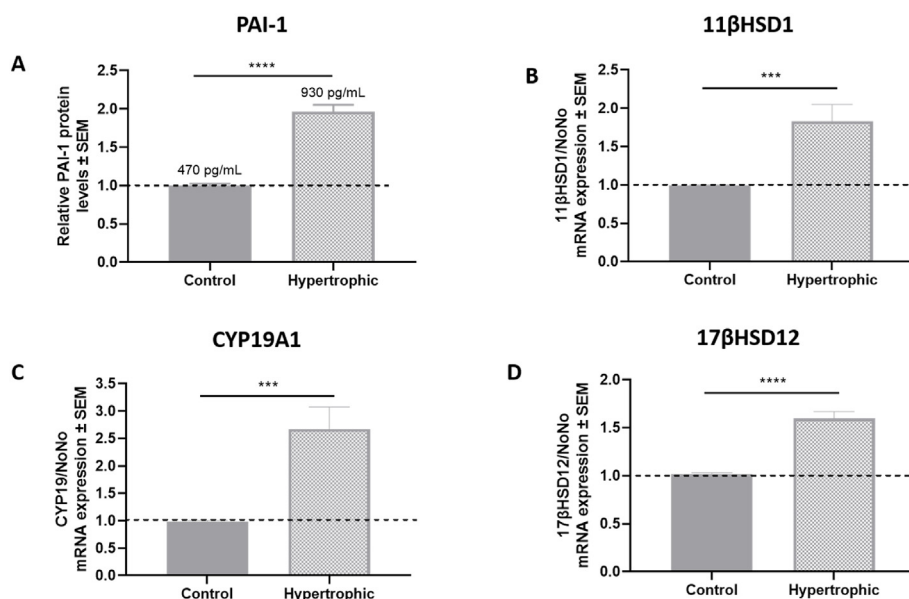 PAI-1
A
Relative PAI-1 protein
levels ± SEM
2.5
2.0
1.5
1.0
0.5
0.0
****
470 pg/mL
930 pg/mL
Control
Hypertrophic
11βHSD1
B
11βHSD1/NoNo
mRNA expression ± SEM
2.5
2.0
1.5
1.0
0.5
0.0
***
Control
Hypertrophic
CYP19A1
C
CYP19/NoNo
mRNA expression ± SEM
3.5
3.0
2.5
2.0
1.5
1.0
0.5
0.0
***
Control
Hypertrophic
17βHSD12
D
17βHSD12/NoNo
mRNA expression ± SEM
2.0
1.5
1.0
0.5
0.0
****
Control
Hypertrophic